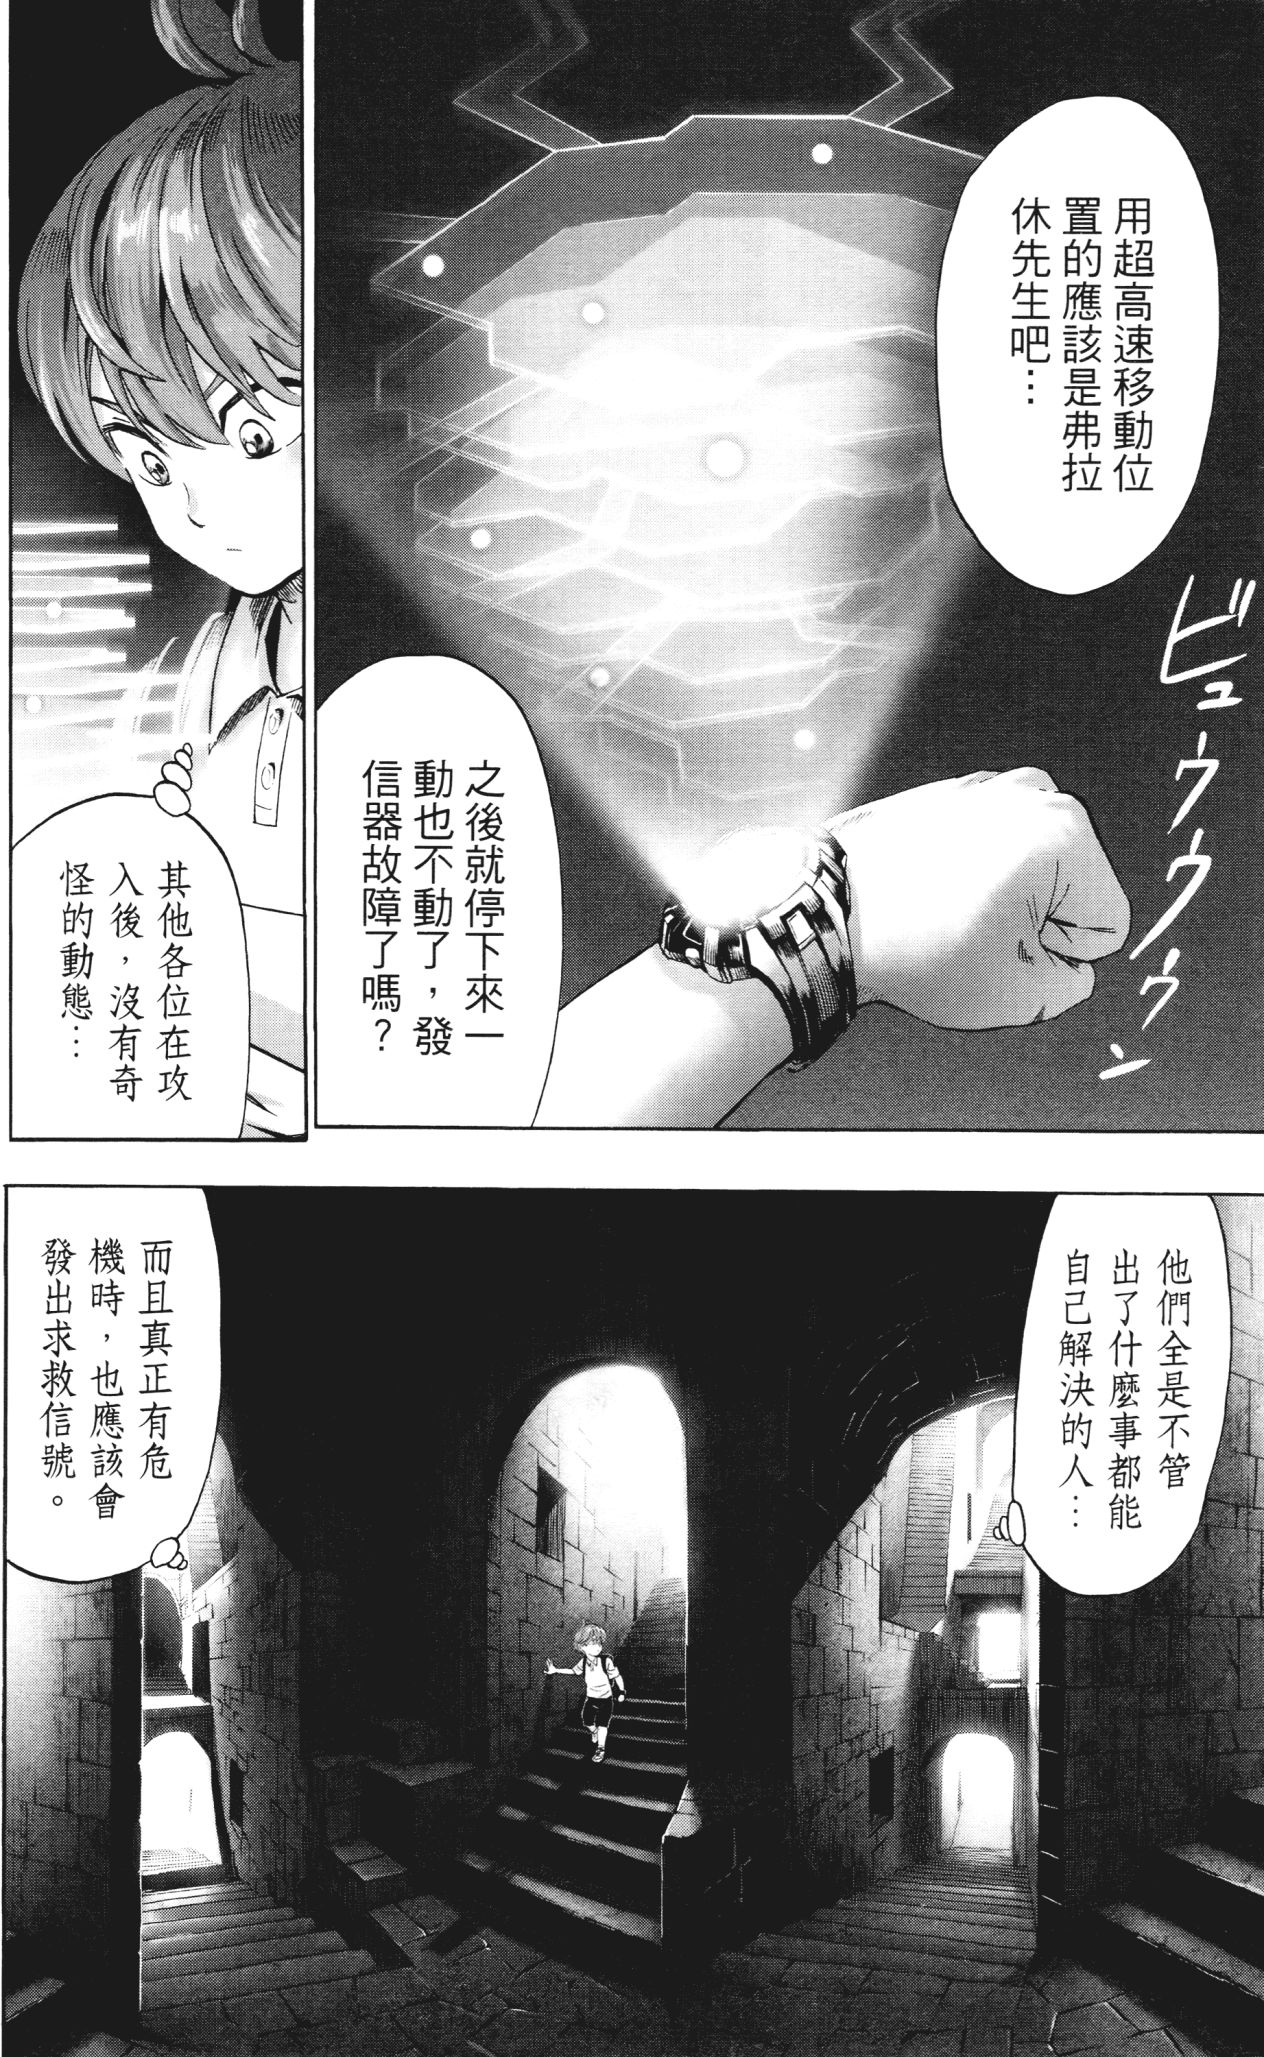 用超高速移動位
置的應該是弗拉
休先生吧…
ビュウウウン
之後就停下來一
動也不動了，發
信器故障了嗎？
其他各位在攻
入後，沒有奇
怪的動態…
他們全是不管
出了什麼事都能
自己解決的人…
而且真正有危
機時，也應該會
發出求救信號。